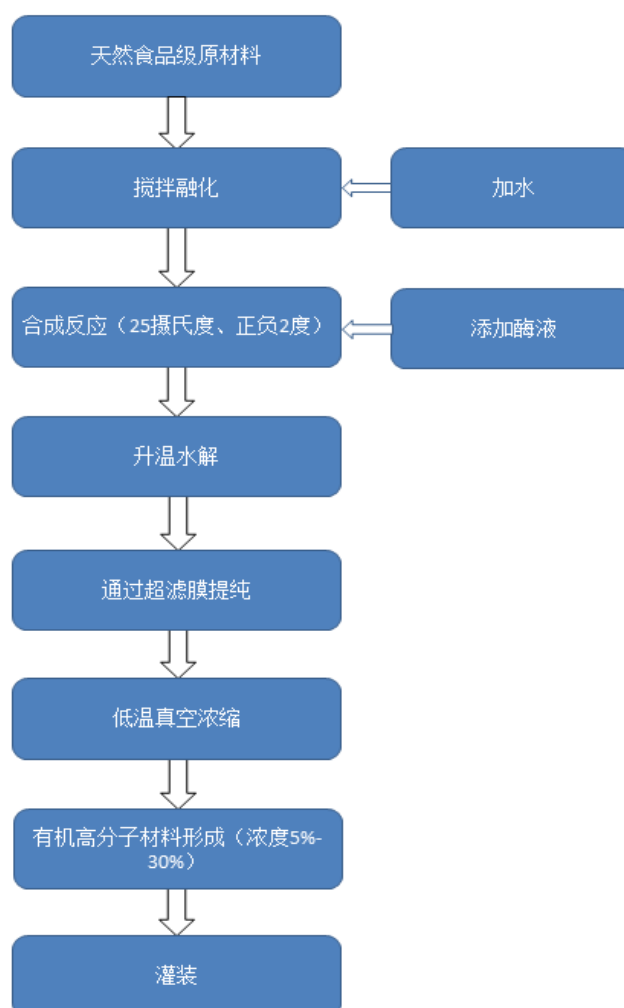 天然食品级原材料
搅拌融化
加水
合成反应（25摄氏度、正负2度）
添加酶液
升温水解
通过超滤膜提纯
低温真空浓缩
有机高分子材料形成（浓度5%-
30%）
灌装